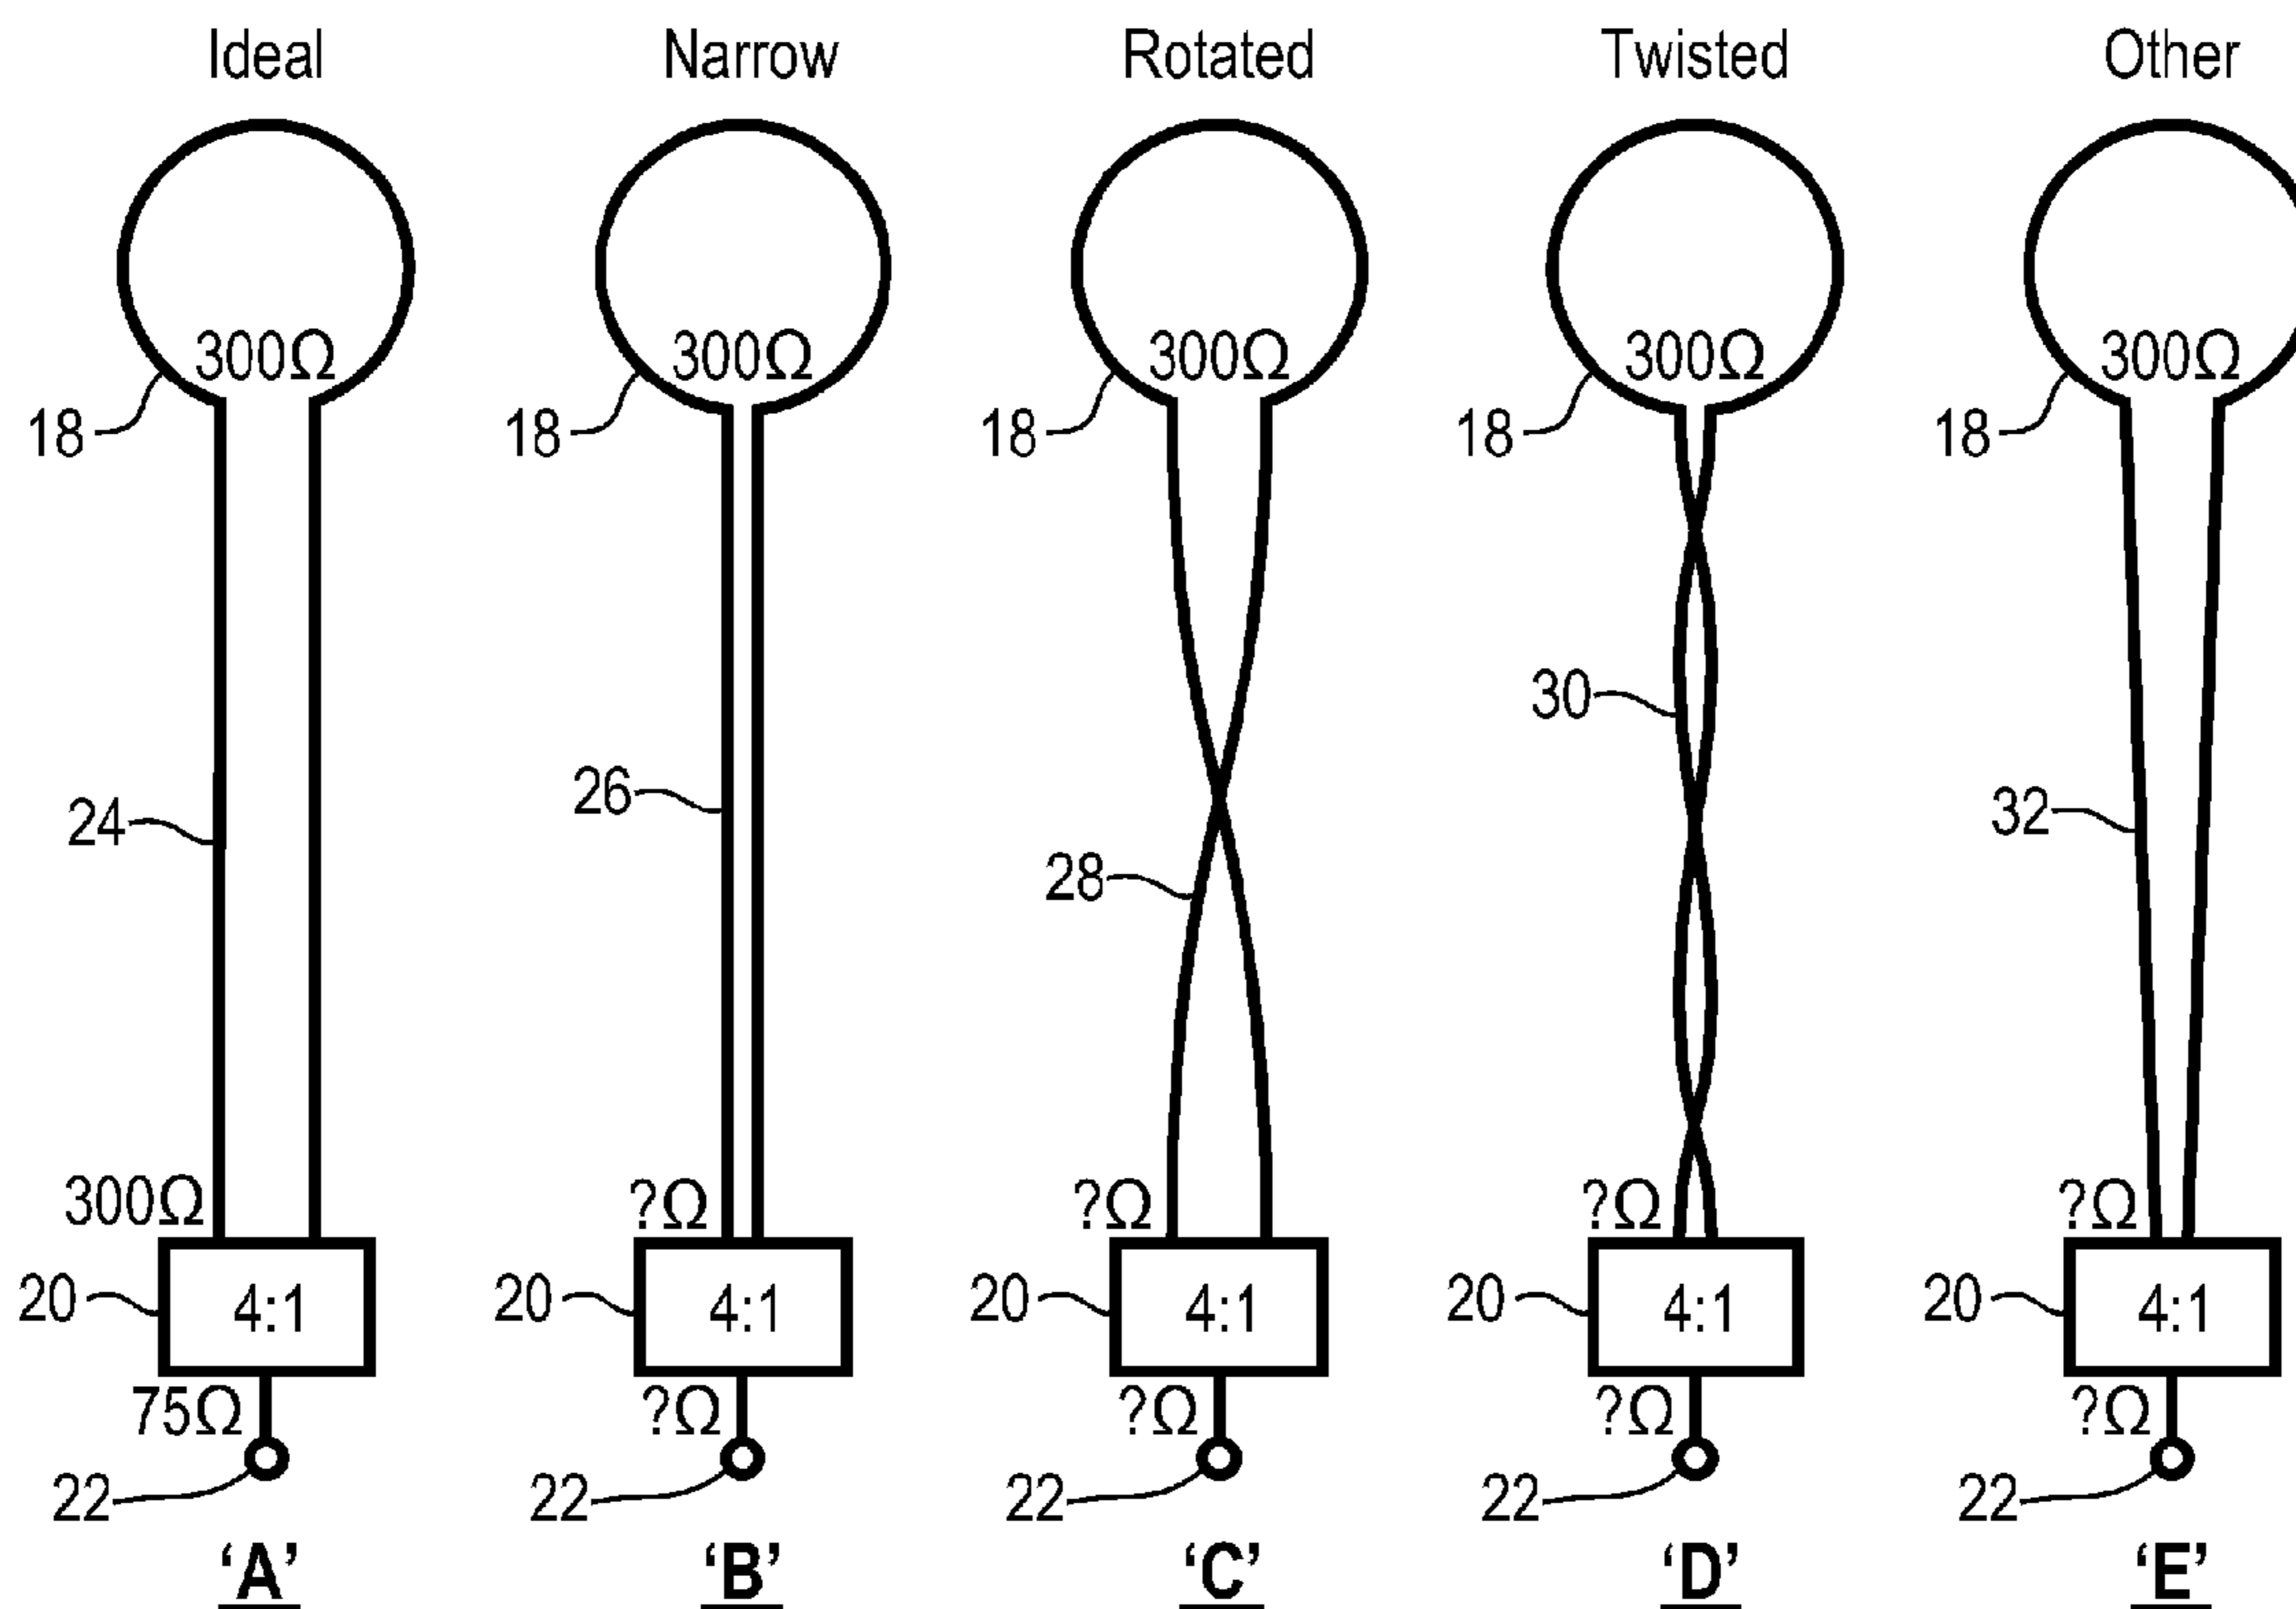 Ideal Narrow Rotated Twisted Other
300Ω 300Ω 300Ω 300Ω 300Ω
18 18 18 18 18
30
26 32
24
28
300Ω ?Ω ?Ω ?Ω ?Ω
20 4:1 20 4:1 20 4:1 20 4:1 20 4:1
75Ω ?Ω ?Ω ?Ω ?Ω
22 22 22 22 22
‘A’ ‘B’ ‘C’ ‘D’ ‘E’